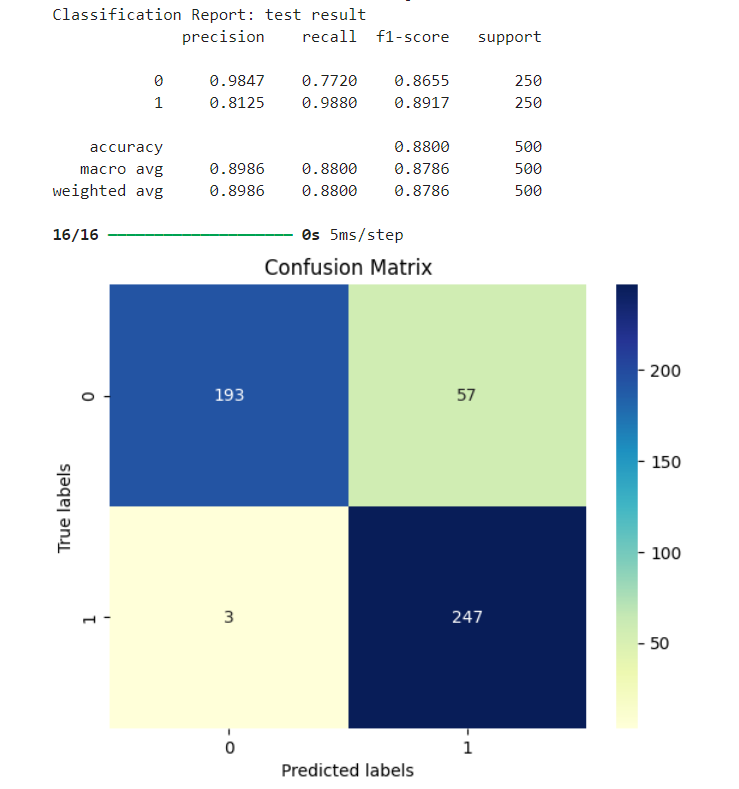 Classification Report: test result
precision recall f1-score support
0 0.9847 0.7720 0.8655 250
1 0.8125 0.9880 0.8917 250
accuracy 0.8800 500
macro avg 0.8986 0.8800 0.8786 500
weighted avg 0.8986 0.8800 0.8786 500
16/16 0s 5ms/step
Confusion Matrix
200
0 193 57
150
True labels
100
1 3 247
50
0 1
Predicted labels